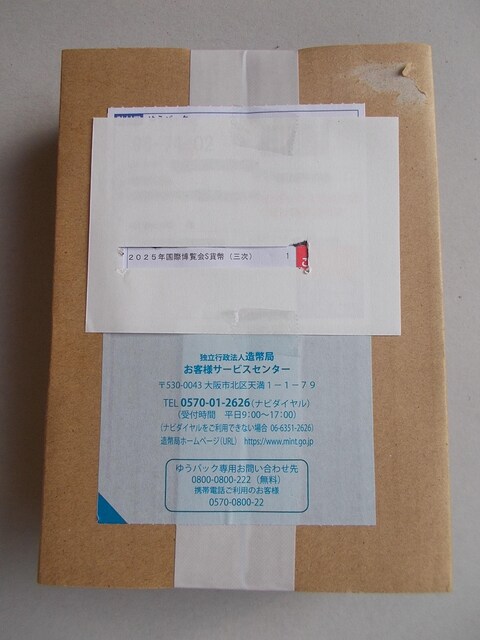 ２０２５年国際博覧会Ｓ貨幣（三次） 1
独立行政法人造幣局
お客様サービスセンター
〒530-0043 大阪市北区天満１－１－７９
TEL 0570-01-2626(ナビダイヤル)
(受付時間　平日9:00〜17:00)
(ナビダイヤルをご利用できない場合 06-6351-2626)
造幣局ホームページ(URL)　https://www.mint.go.jp
ゆうパック専用お問い合わせ先
0800-0800-222（無料）
携帯電話ご利用のお客様
0570-0800-22